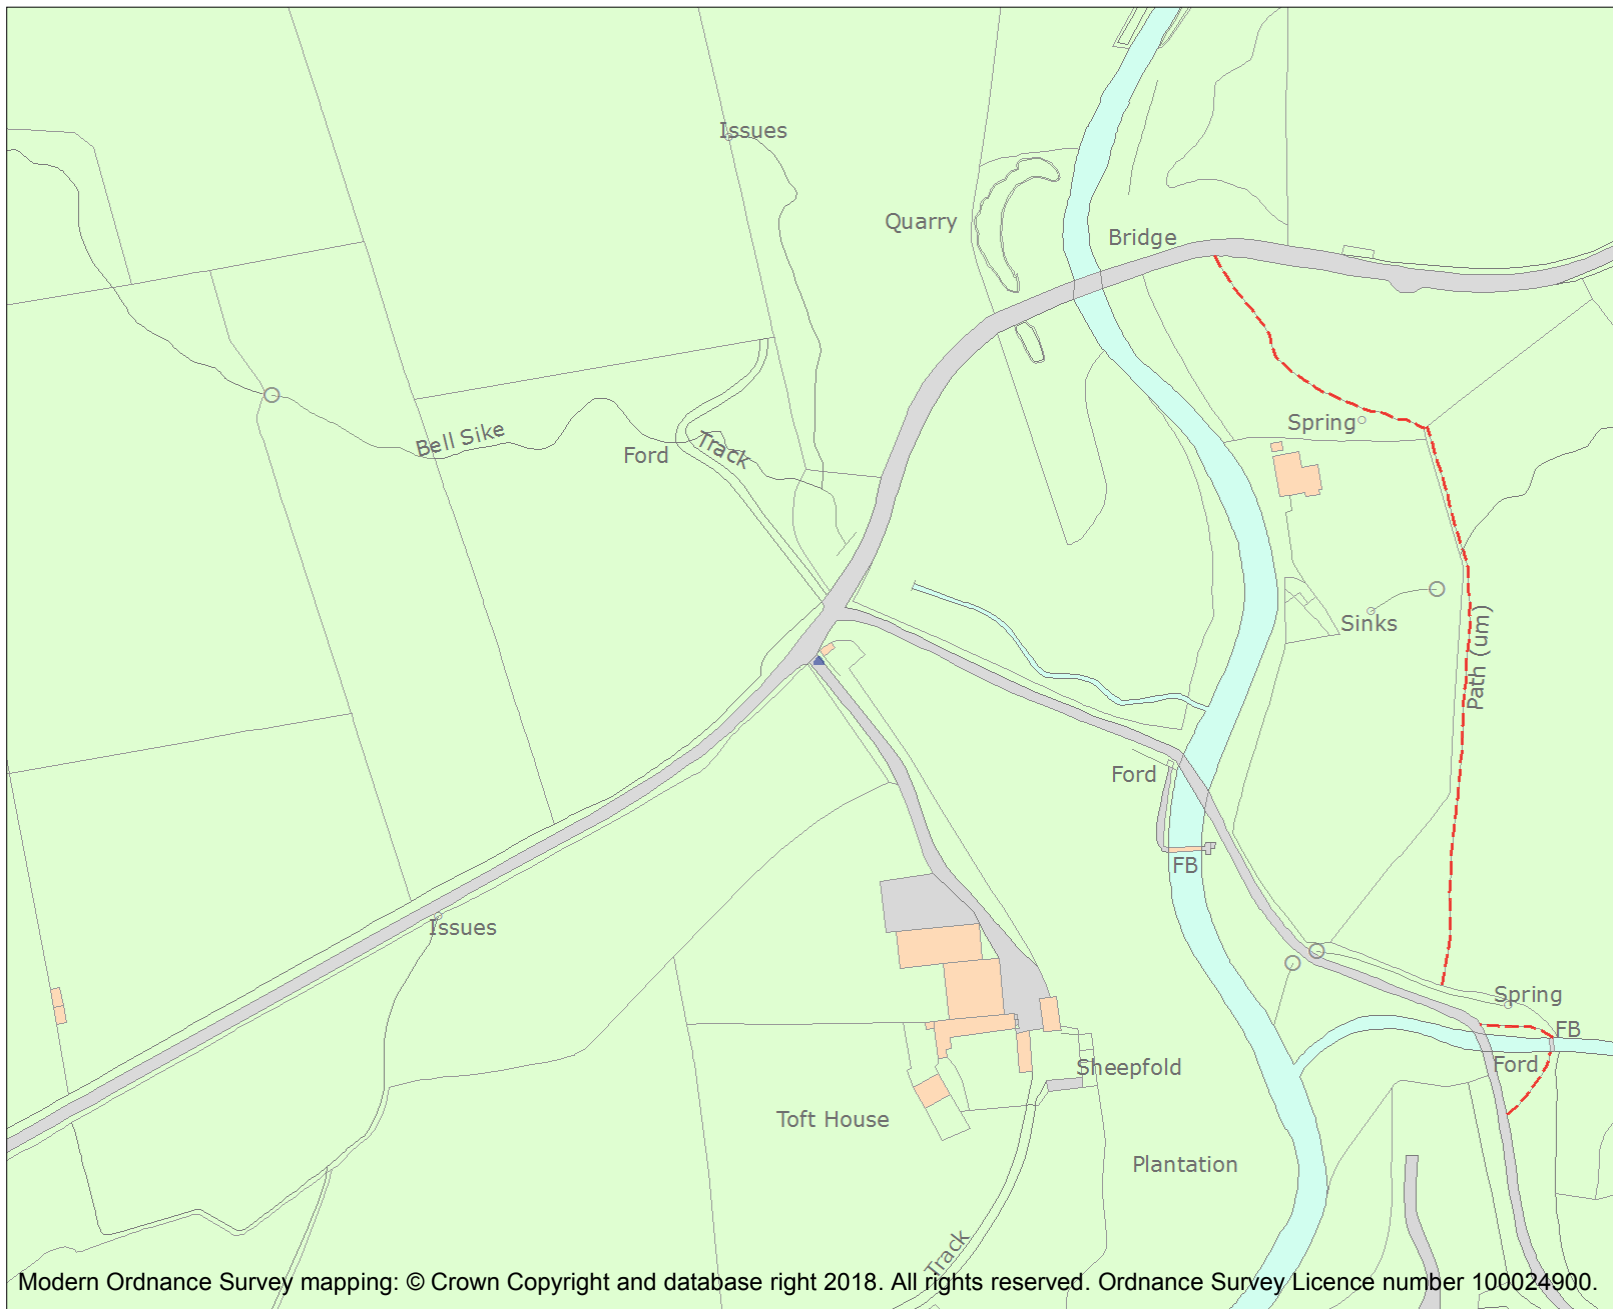 Issues
Quarry
Bridge
Spring
Bell Sike
Track
Ford
Sinks
Path (um)
Ford
FB
Issues
Spring
FB
Ford
Sheepfold
Toft House
Plantation
Track
Modern Ordnance Survey mapping: © Crown Copyright and database right 2018. All rights reserved. Ordnance Survey Licence number 100024900.